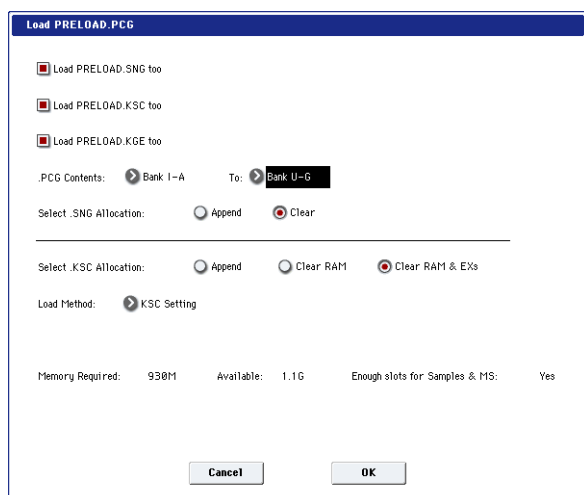 Load PRELOAD.PCG
Load PRELOAD.SNG too
Load PRELOAD.KSC too
Load PRELOAD.KGE too
.PCG Contents: Bank I-A To: Bank U-G
Select .SNG Allocation: Append Clear
Select .KSC Allocation: Append Clear RAM Clear RAM & EXs
Load Method: KSC Setting
Memory Required: 930M Available: 1.1G Enough slots for Samples & MS: Yes
Cancel OK